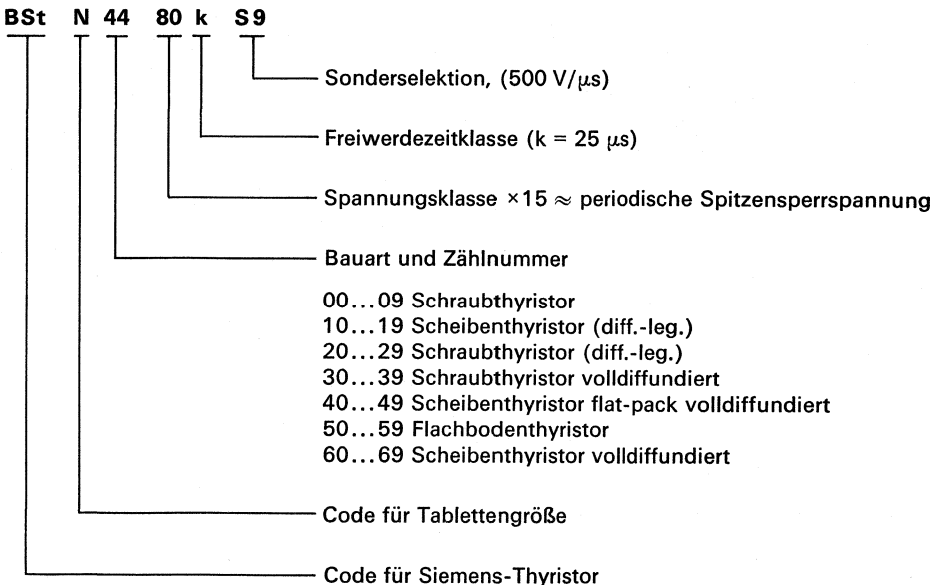 BSt N 44 80 k S9
Sonderselektion, (500 V/μs)
Freiwerdezeitklasse (k = 25 μs)
Spannungsklasse ×15 ≈ periodische Spitzensperrspannung
Bauart und Zählnummer
00...09 Schraubthyristor
10...19 Scheibenthyristor (diff.-leg.)
20...29 Schraubthyristor (diff.-leg.)
30...39 Schraubthyristor volldiffundiert
40...49 Scheibenthyristor flat-pack volldiffundiert
50...59 Flachbodenthyristor
60...69 Scheibenthyristor volldiffundiert
Code für Tablettengröße
Code für Siemens-Thyristor